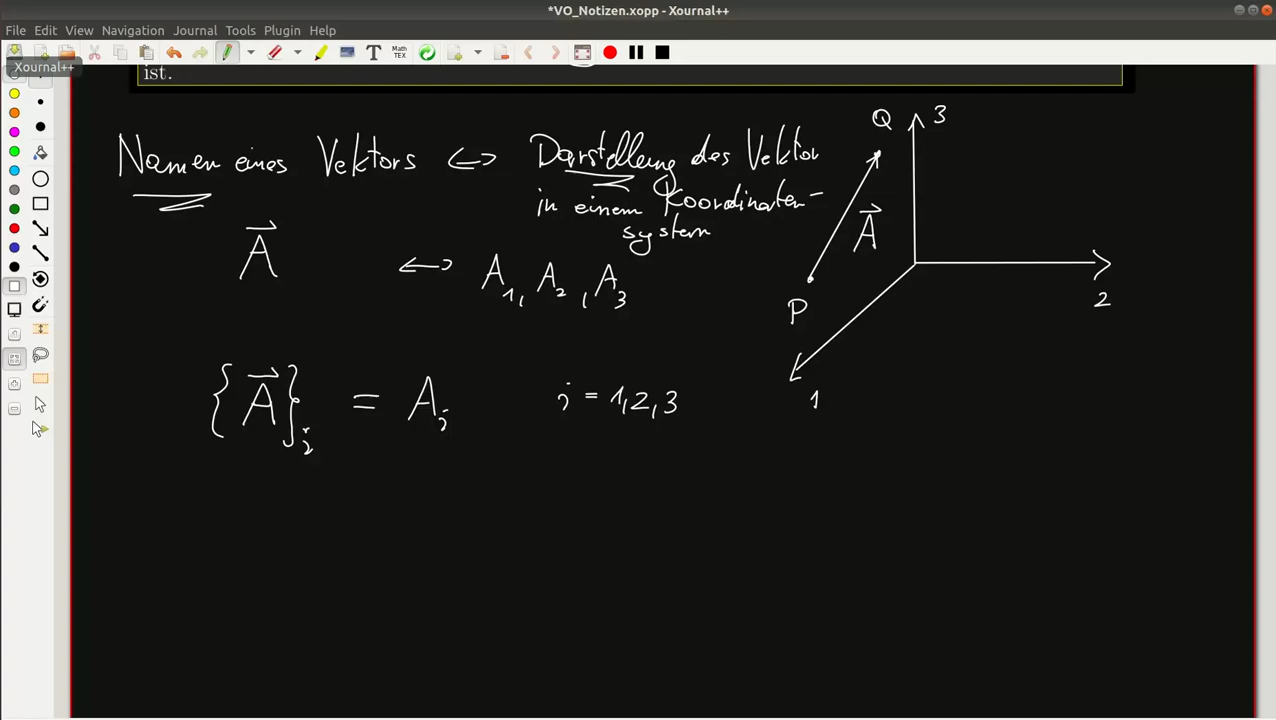 *VO_Notizen.xopp - Xournal++
File Edit View Navigation Journal Tools Plugin Help
Xournal++
ist.
Namen eines Vektors ↔ Darstellung des Vektor
in einem Koordinaten-
system
A⃗ ↔ A₁, A₂, A₃
{A⃗}ᵢ = Aᵢ i = 1,2,3
Q
3
A⃗
P
2
1